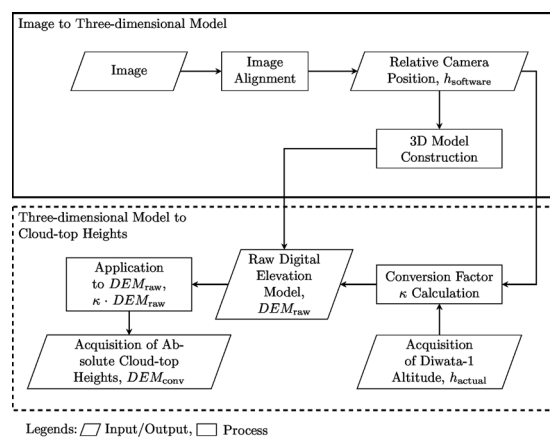 Image to Three-dimensional Model
Image
Image
Alignment
Relative Camera
Position, h_software
3D Model
Construction
Three-dimensional Model to
Cloud-top Heights
Application
to DEM_raw,
κ · DEM_raw
Raw Digital
Elevation
Model,
DEM_raw
Conversion Factor
κ Calculation
Acquisition of Ab-
solute Cloud-top
Heights, DEM_conv
Acquisition
of Diwata-1
Altitude, h_actual
Legends: Input/Output, Process